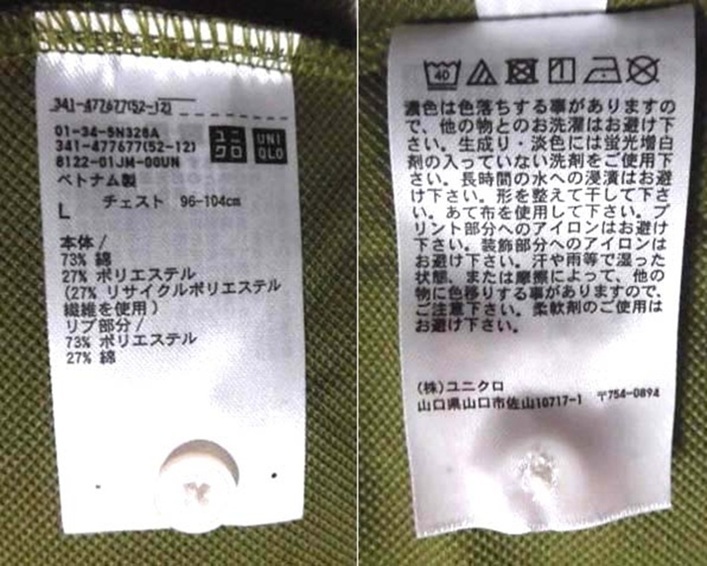 341-477677(52-12)
01-34-5N328A
341-477677(52-12)
8122-01JM-00UN
ユニクロ
UNIQLO
ベトナム製
チェスト 96-104cm
L
本体/
73% 綿
27% ポリエステル
(27% リサイクルポリエステル
繊維を使用)
リブ部分/
73% ポリエステル
27% 綿
40
濃色は色落ちする事がありますの
で、他の物とのお洗濯はお避け下
さい。生成り・淡色には蛍光増白
剤の入っていない洗剤をご使用下
さい。長時間の水への浸漬はお避
け下さい。形を整えて干して下さ
い。あて布を使用して下さい。プ
リント部分へのアイロンはお避け
下さい。装飾部分へのアイロンは
お避け下さい。汗や雨等で湿った
状態、または摩擦によって、他の
物に色移りする事がありますので、
ご注意下さい。柔軟剤のご使用は
お避け下さい。
(株)ユニクロ
山口県山口市佐山10717-1 〒754-0894